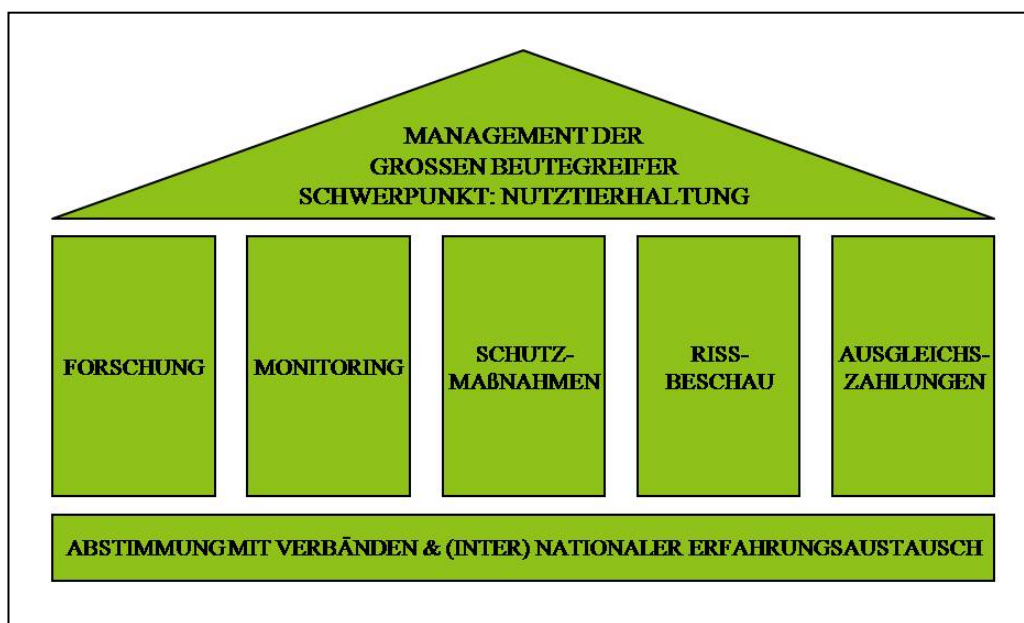 MANAGEMENT DER
GROSSEN BEUTEGREIFER
SCHWERPUNKT: NUTZTIERHALTUNG
FORSCHUNG
MONITORING
SCHUTZ-
MAßNAHMEN
RISS-
BESCHAU
AUSGLEICHS-
ZAHLUNGEN
ABSTIMMUNG MIT VERBÄNDEN & (INTER) NATIONALER ERFAHRUNGSAUSTAUSCH